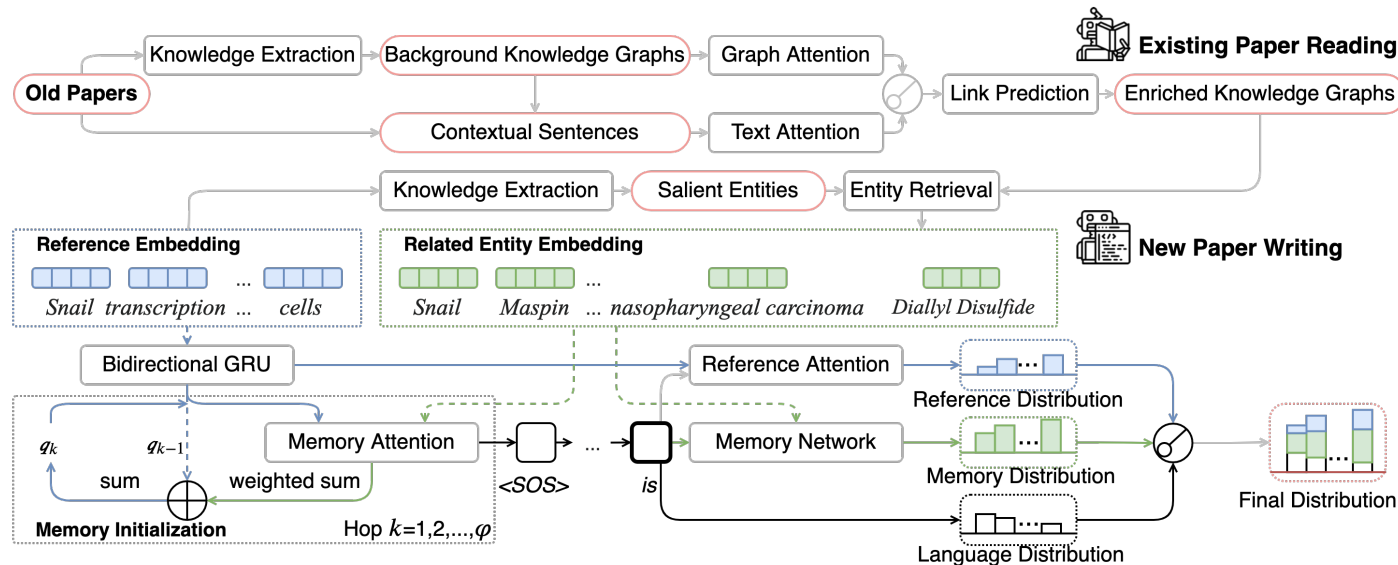 Knowledge Extraction
Background Knowledge Graphs
Graph Attention
Existing Paper Reading
Old Papers
Link Prediction
Enriched Knowledge Graphs
Contextual Sentences
Text Attention
Knowledge Extraction
Salient Entities
Entity Retrieval
New Paper Writing
Reference Embedding
Snail transcription ... cells
...
Related Entity Embedding
...
Snail Maspin ... nasopharyngeal carcinoma Diallyl Disulfide
Bidirectional GRU
Reference Attention
...
Reference Distribution
qk
qk−1
Memory Attention
...
<SOS>
is
Memory Network
...
Memory Distribution
sum
weighted sum
Memory Initialization
Hop k=1,2,...,φ
...
Language Distribution
...
Final Distribution